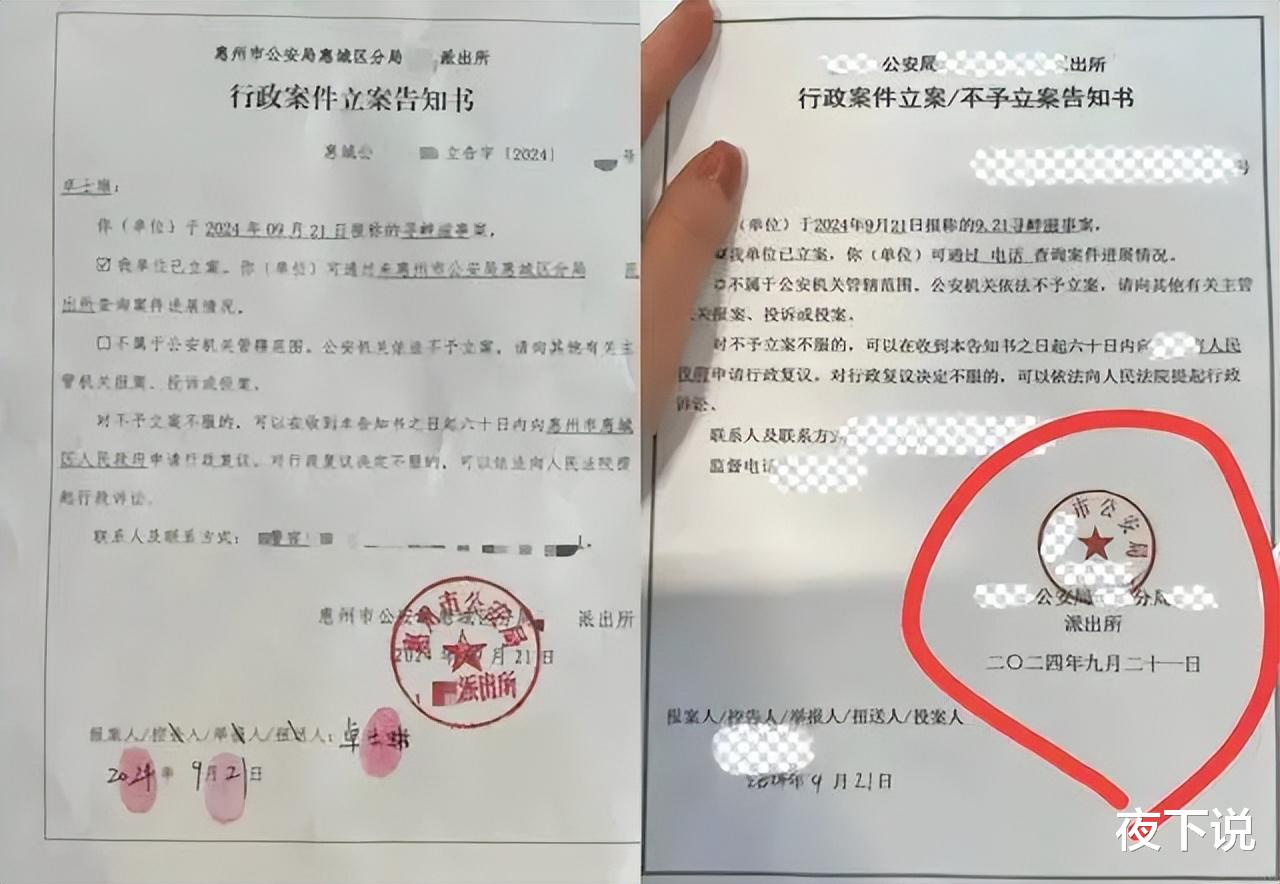 惠州市公安局惠城区分局 派出所
行政案件立案告知书
惠城公 立告字〔2024〕 号
卓士
你（单位）于2024年09月21日报称的寻衅滋事案，
☑我单位已立案。你（单位）可通过来惠州市公安局惠城区分局
出所查询案件进展情况。
☐不属于公安机关管辖范围，公安机关依法不予立案，请向其他有关主
管机关报案、投诉或投案。
对不予立案不服的，可以在收到本告知书之日起六十日内向惠州市惠城
区人民政府申请行政复议，对行政复议决定不服的，可以依法向人民法院提
起行政诉讼。
联系人及联系方式：
惠州市公安局惠城区分局 派出所
2024年 月21日
州市公安局
派出所
报案人/控告人/举报人/扭送人：卓士
2024年 9月21日
公安局 出所
行政案件立案/不予立案告知书
号
（单位）于2024年9月21日报称的9.21寻衅滋事案，
我单位已立案，你（单位）可通过 电话 查询案件进展情况。
不属于公安机关管辖范围，公安机关依法不予立案，请向其他有关主管
关报案、投诉或投案。
对不予立案不服的，可以在收到本告知书之日起六十日内向 人民
政府申请行政复议，对行政复议决定不服的，可以依法向人民法院提起行政
诉讼。
联系人及联系方
监督电话
市公安局
公安局 分局
派出所
二〇二四年九月二十一日
报案人/控告人/举报人/扭送人/投案人
年9月21日
夜下说